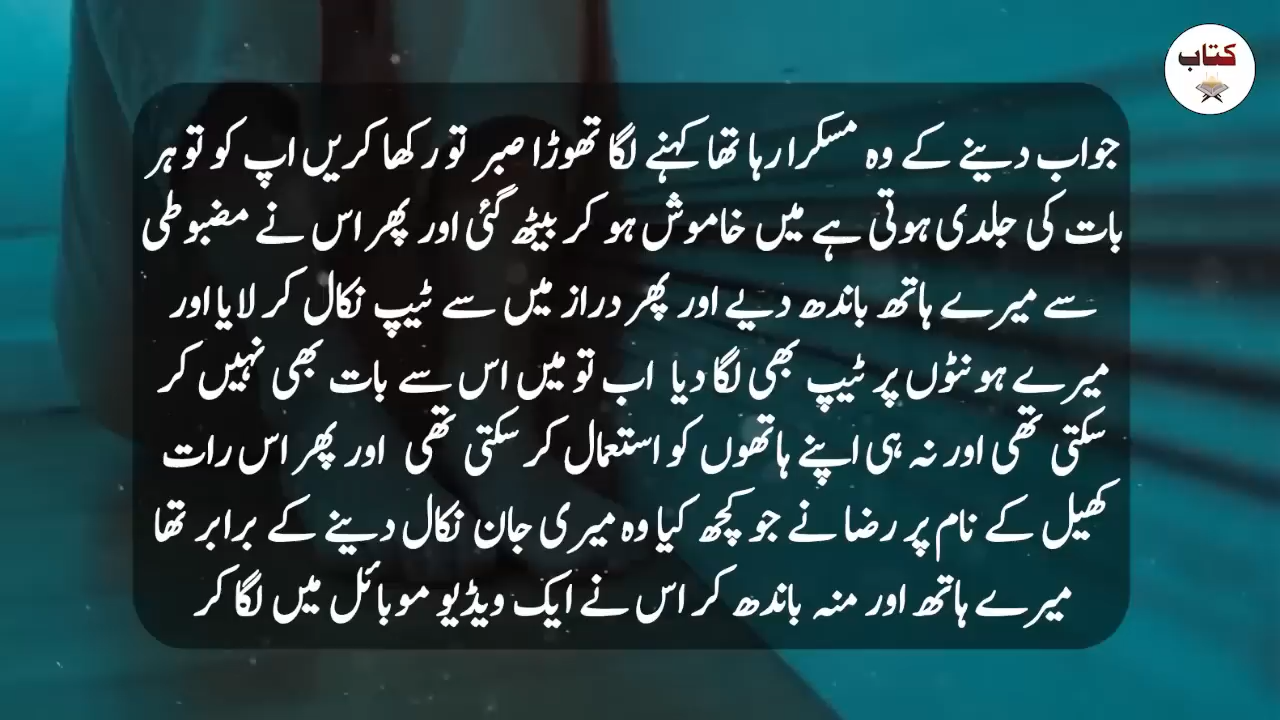 کتاب
جواب دینے کے وہ مسکرا رہا تھا کہنے لگا تھوڑا صبر تو رکھا کریں اپ کو تو ہر
بات کی جلدی ہوتی ہے میں خاموش ہو کر بیٹھ گئی اور پھر اس نے مضبوطی
سے میرے ہاتھ باندھ دیے اور پھر دراز میں سے ٹیپ نکال کر لایا اور
میرے ہونٹوں پر ٹیپ بھی لگا دیا اب تو میں اس سے بات بھی نہیں کر
سکتی تھی اور نہ ہی اپنے ہاتھوں کو استعمال کر سکتی تھی اور پھر اس رات
کھیل کے نام پر رضا نے جو کچھ کیا وہ میری جان نکال دینے کے برابر تھا
میرے ہاتھ اور منہ باندھ کر اس نے ایک ویڈیو موبائل میں لگا کر